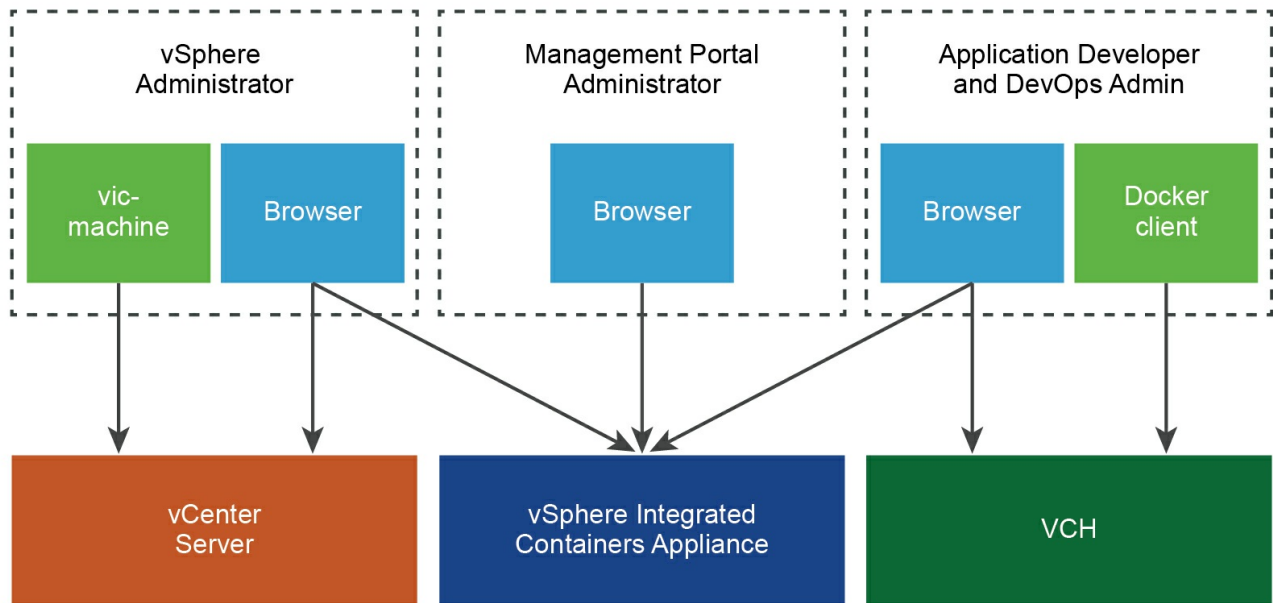 vSphere
Administrator
Management Portal
Administrator
Application Developer
and DevOps Admin
vic-
machine
Browser
Browser
Browser
Docker
client
vCenter
Server
vSphere Integrated
Containers Appliance
VCH